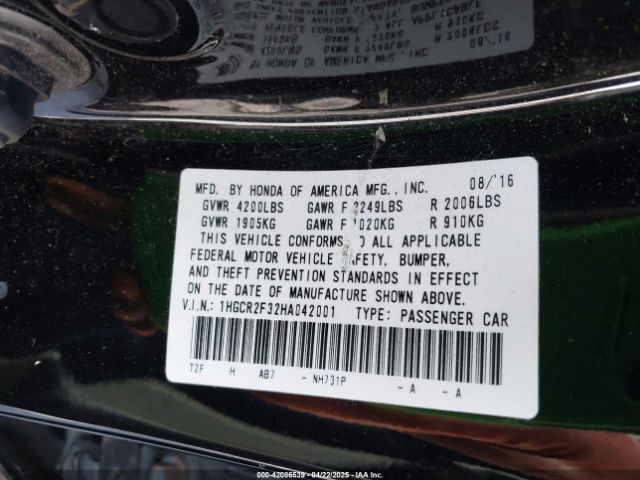 MFD. BY HONDA OF AMERICA MFG., INC. 08/'16
GVWR 4200LBS GAWR F 2249LBS R 2006LBS
GVWR 1905KG GAWR F 1020KG R 910KG
THIS VEHICLE CONFORMS TO ALL APPLICABLE
FEDERAL MOTOR VEHICLE SAFETY, BUMPER,
AND THEFT PREVENTION STANDARDS IN EFFECT
ON THE DATE OF MANUFACTURE SHOWN ABOVE.
V.I.N.: 1HGCR2F32HA042001 TYPE: PASSENGER CAR
T2F H AB7 - NH731P - A - A
000-42086539 - 04/22/2025 - IAAI.COM